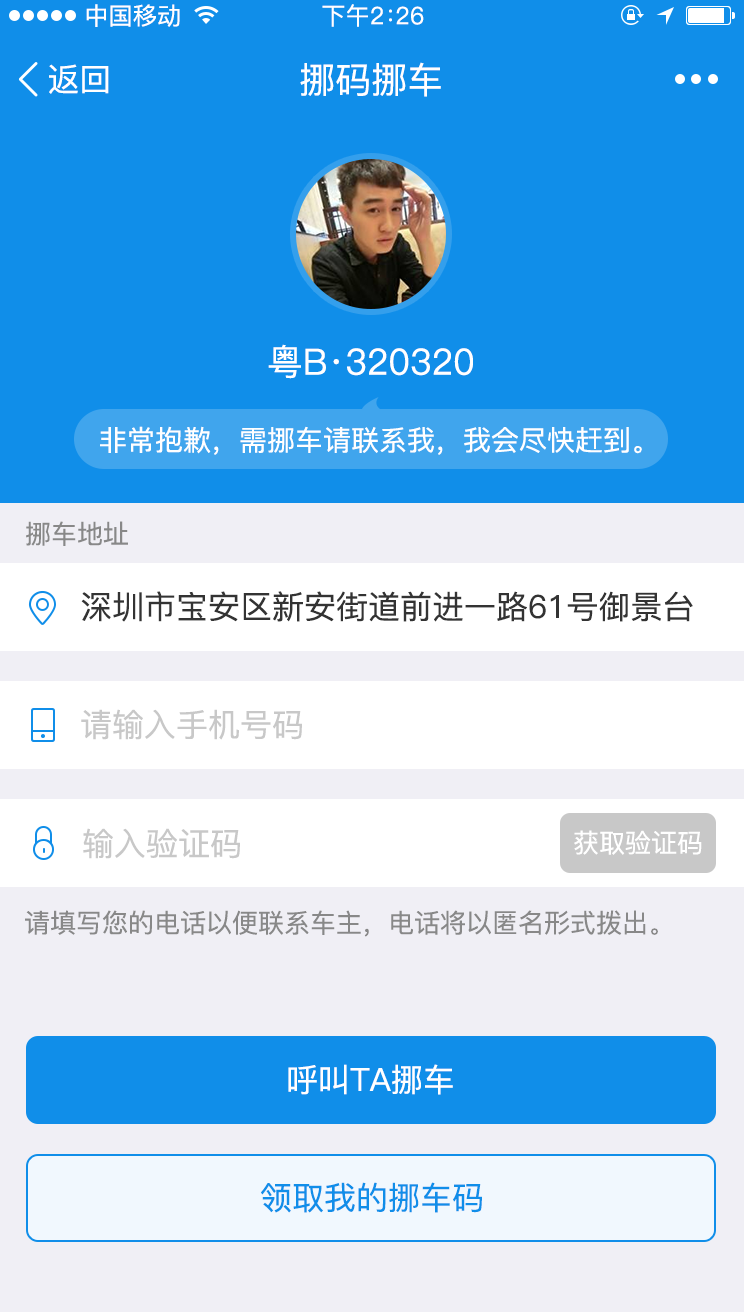 中国移动 下午2:26
返回 挪码挪车
粤B·320320
非常抱歉，需挪车请联系我，我会尽快赶到。
挪车地址
深圳市宝安区新安街道前进一路61号御景台
请输入手机号码
输入验证码 获取验证码
请填写您的电话以便联系车主，电话将以匿名形式拨出。
呼叫TA挪车
领取我的挪车码